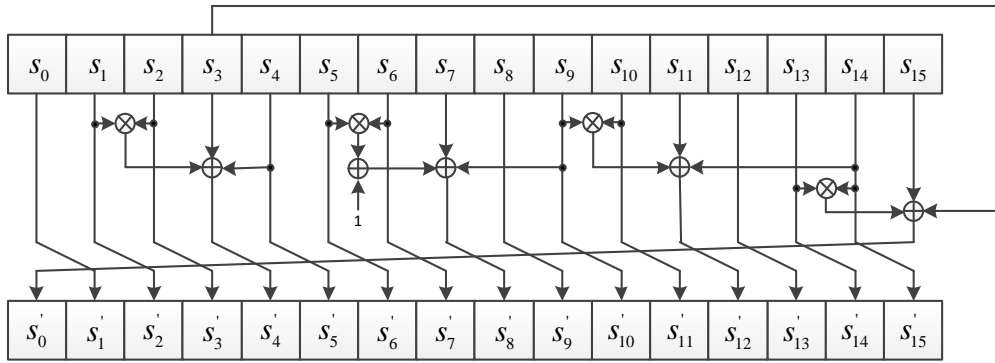 s₀ s₁ s₂ s₃ s₄ s₅ s₆ s₇ s₈ s₉ s₁₀ s₁₁ s₁₂ s₁₃ s₁₄ s₁₅
1
s'₀ s'₁ s'₂ s'₃ s'₄ s'₅ s'₆ s'₇ s'₈ s'₉ s'₁₀ s'₁₁ s'₁₂ s'₁₃ s'₁₄ s'₁₅